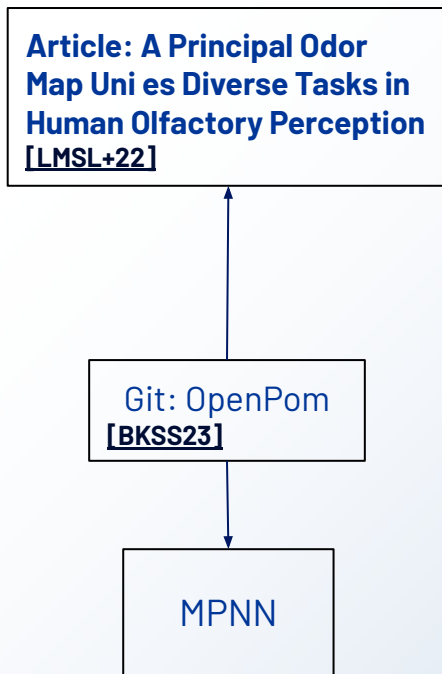 Article: A Principal Odor
Map Uni es Diverse Tasks in
Human Olfactory Perception
[LMSL+22]
Git: OpenPom
[BKSS23]
MPNN